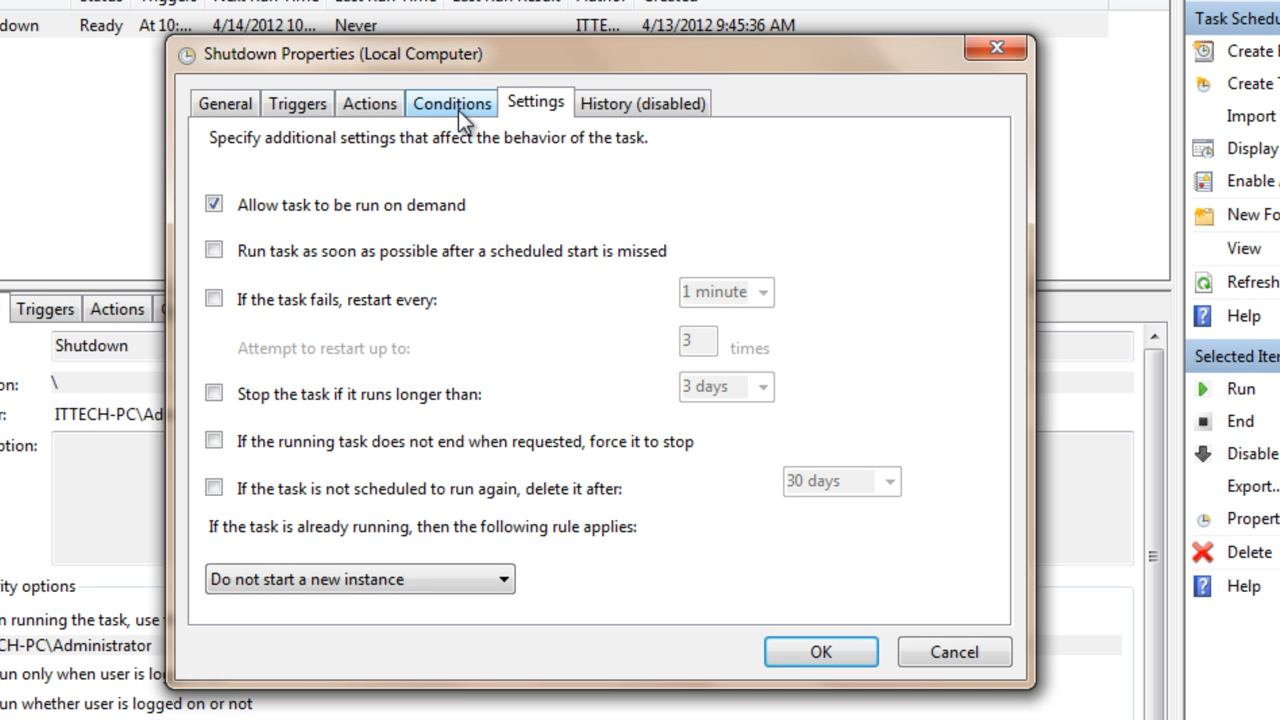 down Ready At 10:... 4/14/2012 10... Never ITTE... 4/13/2012 9:45:36 AM
Task Schedu
Shutdown Properties (Local Computer)
Create
General Triggers Actions Conditions Settings History (disabled)
Create
Import
Specify additional settings that affect the behavior of the task.
Display
Enable
Allow task to be run on demand
New Fo
Run task as soon as possible after a scheduled start is missed
View
Refresh
If the task fails, restart every: 1 minute
Triggers Actions
Help
Shutdown
Attempt to restart up to: 3 times
Selected Iter
on: \
Stop the task if it runs longer than: 3 days
Run
r: ITTECH-PC\Ad
End
ption:
If the running task does not end when requested, force it to stop
Disable
If the task is not scheduled to run again, delete it after: 30 days
Export...
If the task is already running, then the following rule applies:
Propert
Delete
Do not start a new instance
ity options
Help
n running the task, use
CH-PC\Administrator
OK Cancel
un only when user is lo
un whether user is logged on or not